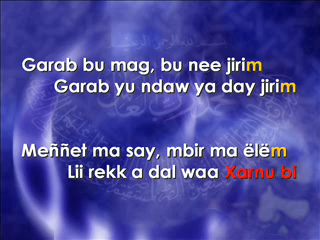 Garab bu mag, bu nee jirim
Garab yu ndaw ya day jirim
Meññet ma say, mbir ma ëlëm
Lii rekk a dal waa Xamu bi